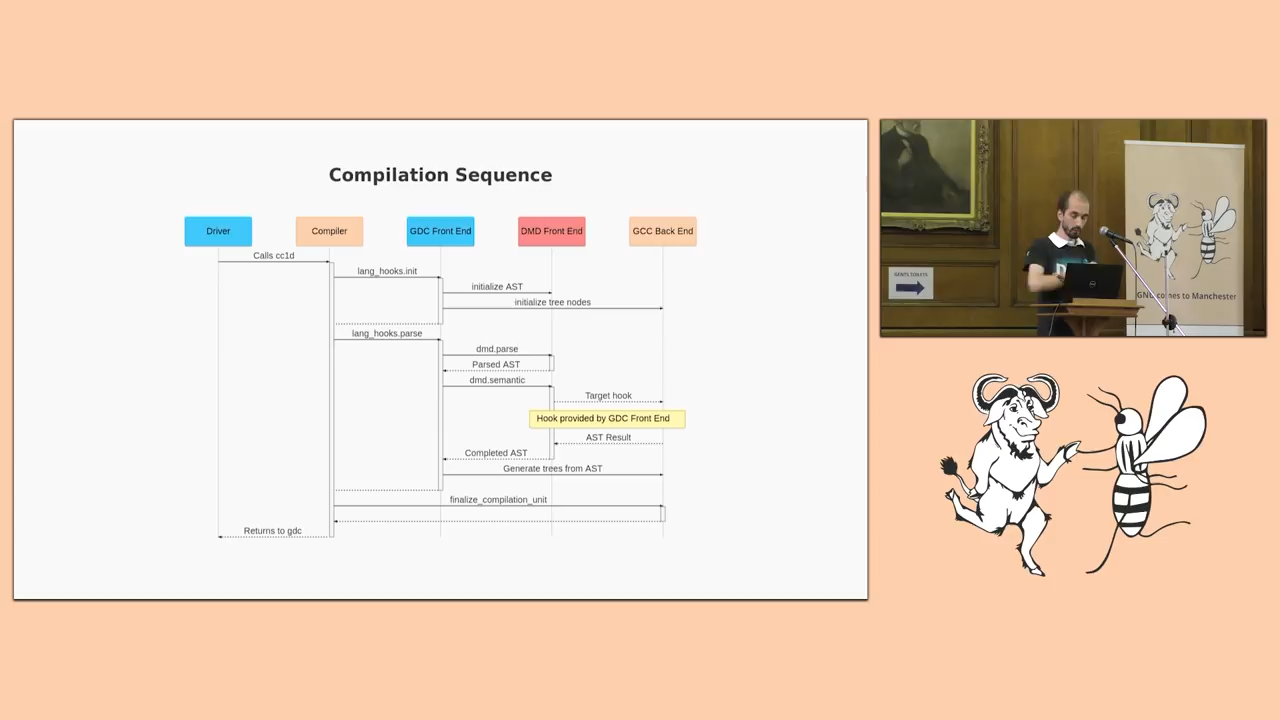 Compilation Sequence
Driver
Compiler
GDC Front End
DMD Front End
GCC Back End
Calls cc1d
lang_hooks.init
initialize AST
initialize tree nodes
lang_hooks.parse
dmd.parse
Parsed AST
dmd.semantic
Target hook
Hook provided by GDC Front End
AST Result
Completed AST
Generate trees from AST
finalize_compilation_unit
Returns to gdc
GENTS TOILETS
GNU comes to Manchester